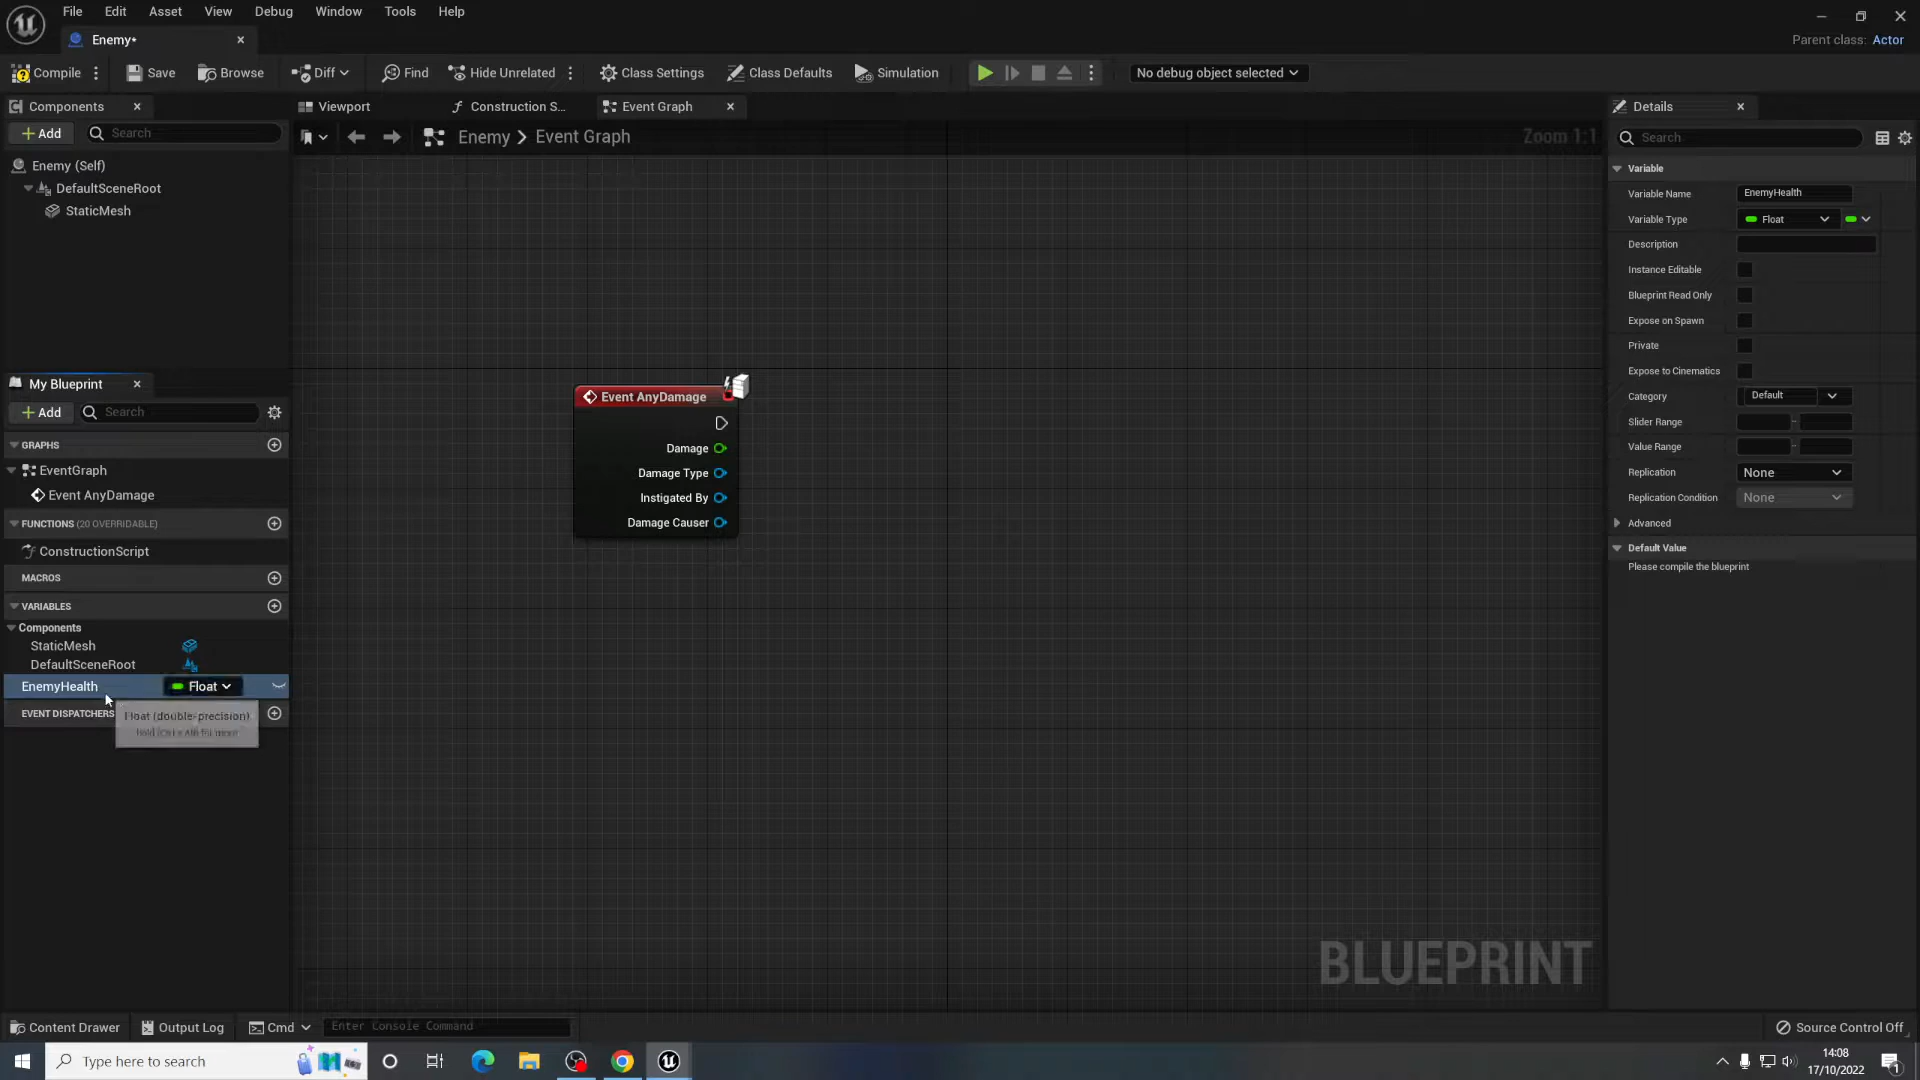 File Edit Asset View Debug Window Tools Help
Enemy•
Parent class: Actor
Compile Save Browse Diff Find Hide Unrelated Class Settings Class Defaults Simulation No debug object selected
Components
Add Search
Enemy (Self)
DefaultSceneRoot
StaticMesh
My Blueprint
Add Search
GRAPHS
EventGraph
Event AnyDamage
FUNCTIONS (20 OVERRIDABLE)
ConstructionScript
MACROS
VARIABLES
Components
StaticMesh
DefaultSceneRoot
EnemyHealth Float
EVENT DISPATCHERS
Float (double-precision)
hold (Ctrl + Alt) for more
Viewport Construction S... Event Graph
Enemy > Event Graph
Zoom 1:1
Event AnyDamage
Damage
Damage Type
Instigated By
Damage Causer
BLUEPRINT
Details
Search
Variable
Variable Name EnemyHealth
Variable Type Float
Description
Instance Editable
Blueprint Read Only
Expose on Spawn
Private
Expose to Cinematics
Category Default
Slider Range
Value Range
Replication None
Replication Condition None
Advanced
Default Value
Please compile the blueprint
Content Drawer Output Log Cmd Enter Console Command
Source Control Off
Type here to search
14:08
17/10/2022
1